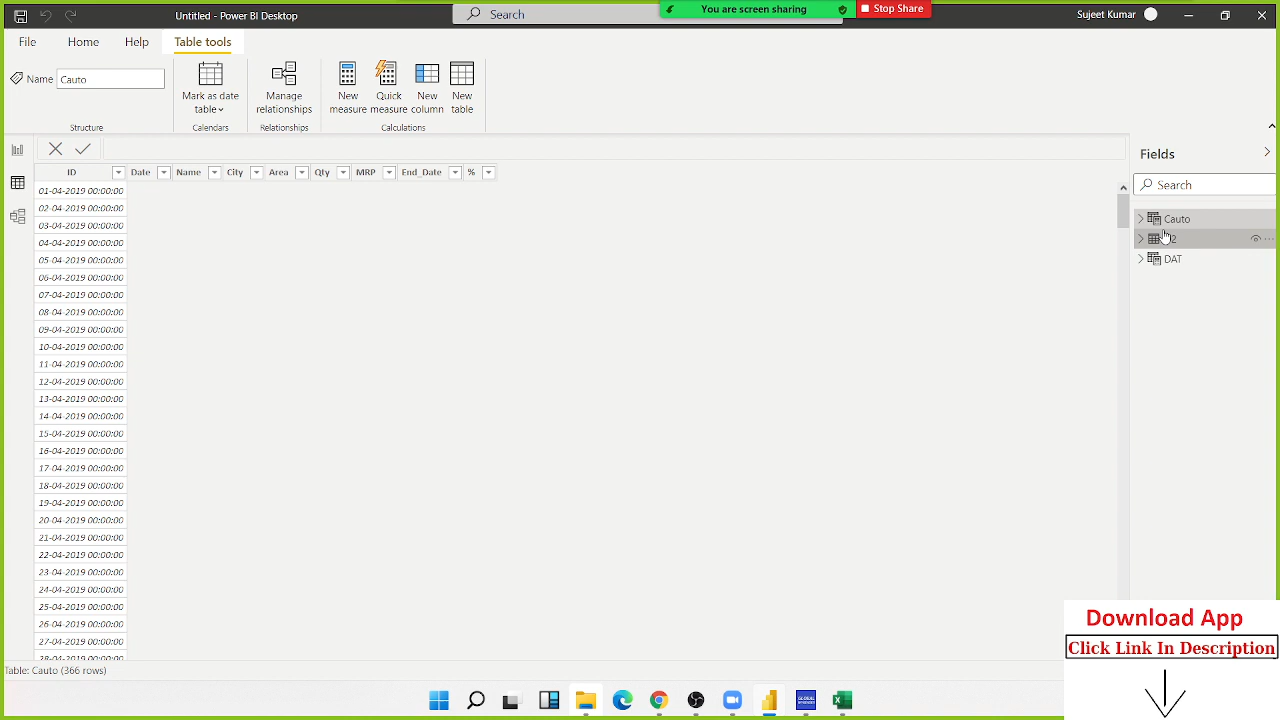 Untitled - Power BI Desktop
Search
You are screen sharing
Stop Share
Sujeet Kumar
File
Home
Help
Table tools
Name
Cauto
Mark as date
table
Manage
relationships
New
measure
Quick
measure
New
column
New
table
Structure
Calendars
Relationships
Calculations
Fields
Search
Cauto
DAT
ID
Date
Name
City
Area
Qty
MRP
End_Date
%
01-04-2019 00:00:00
02-04-2019 00:00:00
03-04-2019 00:00:00
04-04-2019 00:00:00
05-04-2019 00:00:00
06-04-2019 00:00:00
07-04-2019 00:00:00
08-04-2019 00:00:00
09-04-2019 00:00:00
10-04-2019 00:00:00
11-04-2019 00:00:00
12-04-2019 00:00:00
13-04-2019 00:00:00
14-04-2019 00:00:00
15-04-2019 00:00:00
16-04-2019 00:00:00
17-04-2019 00:00:00
18-04-2019 00:00:00
19-04-2019 00:00:00
20-04-2019 00:00:00
21-04-2019 00:00:00
22-04-2019 00:00:00
23-04-2019 00:00:00
24-04-2019 00:00:00
25-04-2019 00:00:00
26-04-2019 00:00:00
27-04-2019 00:00:00
28-04-2019 00:00:00
Table: Cauto (366 rows)
Download App
Click Link In Description